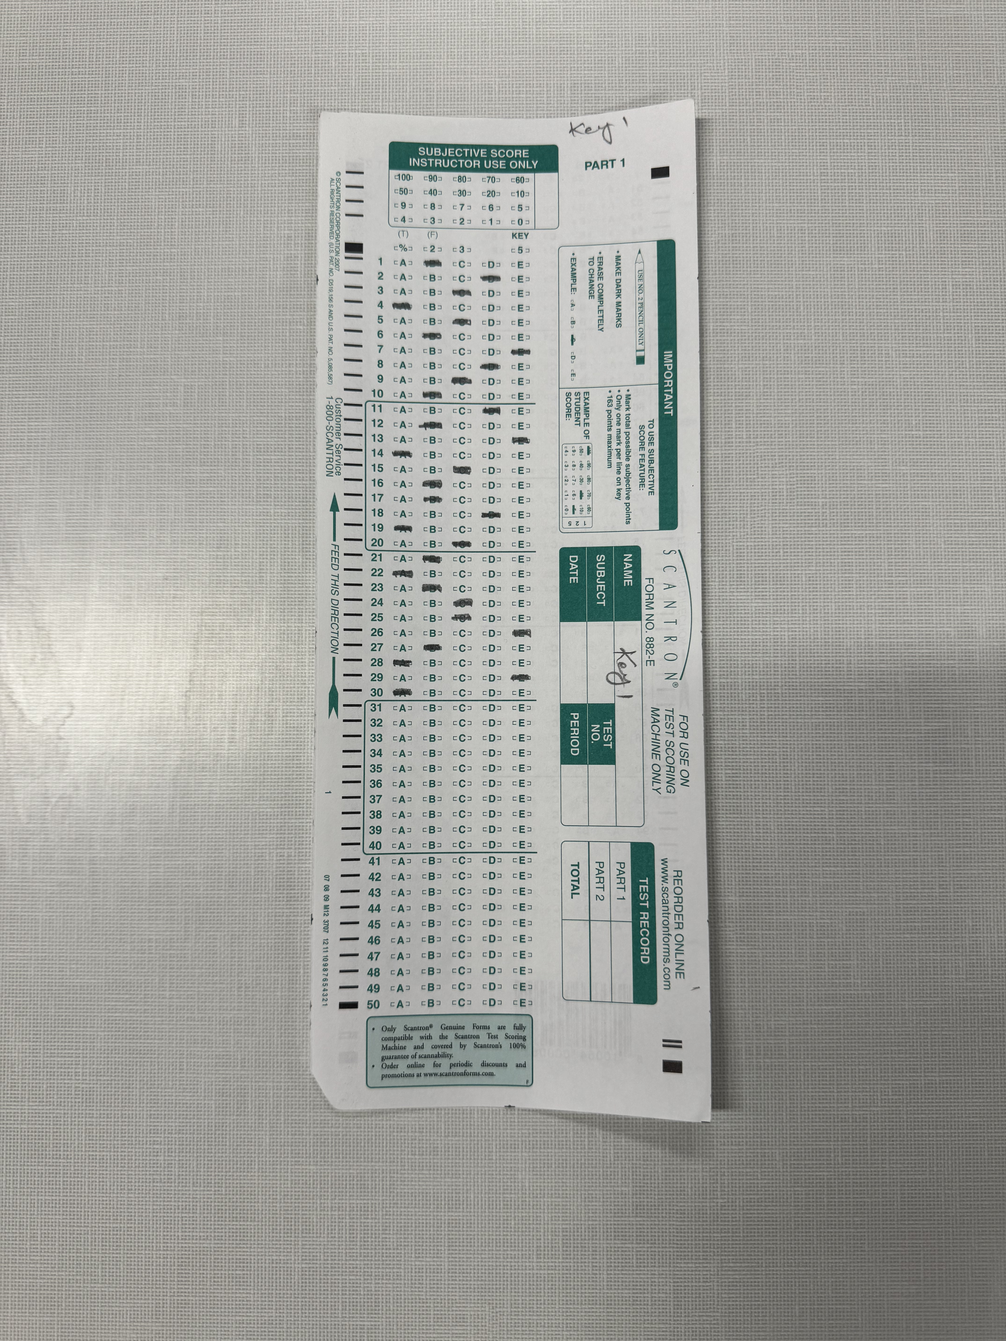 Key 1
PART 1
SUBJECTIVE SCORE
INSTRUCTOR USE ONLY
100 90 80 70 60
50 40 30 20 10
9 8 7 6 5
4 3 2 1 0
(T) (F) KEY
% 2 3 5
1 A C D E
2 A B C E
3 A B D E
4 B C D E
5 A B D E
6 A C D E
7 A B C D
8 A B C E
9 A B D E
10 A C D E
11 A B C E
12 A C D E
13 A B C D
14 B C D E
15 A B D E
16 A C D E
17 A C D E
18 A B C E
19 B C D E
20 A B D E
21 A C D E
22 B C D E
23 A C D E
24 A B D E
25 A B D E
26 A B C D
27 A C D E
28 B C D E
29 A B C D
30 B C D E
31 A B C D E
32 A B C D E
33 A B C D E
34 A B C D E
35 A B C D E
36 A B C D E
37 A B C D E
38 A B C D E
39 A B C D E
40 A B C D E
41 A B C D E
42 A B C D E
43 A B C D E
44 A B C D E
45 A B C D E
46 A B C D E
47 A B C D E
48 A B C D E
49 A B C D E
50 A B C D E
• Only Scantron® Genuine Forms are fully
compatible with the Scantron Test Scoring
Machine and covered by Scantron's 100%
guarantee of scannability.
• Order online for periodic discounts and
promotions at www.scantronforms.com.
IMPORTANT
USE NO. 2 PENCIL ONLY
• MAKE DARK MARKS
• ERASE COMPLETELY
TO CHANGE
• EXAMPLE: A B D E
TO USE SUBJECTIVE
SCORE FEATURE:
• Mark total possible subjective points
• Only one mark per line on key
• 163 points maximum
EXAMPLE OF
STUDENT
SCORE:
SCANTRON®
FORM NO. 882-E
FOR USE ON
TEST SCORING
MACHINE ONLY
NAME Key 1
SUBJECT
TEST
NO.
DATE
PERIOD
REORDER ONLINE
www.scantronforms.com
TEST RECORD
PART 1
PART 2
TOTAL
© SCANTRON CORPORATION 2007
Customer Service
1-800-SCANTRON
FEED THIS DIRECTION
1
07 08 09 M12 3707 12 11 10 9 8 7 6 5 4 3 2 1